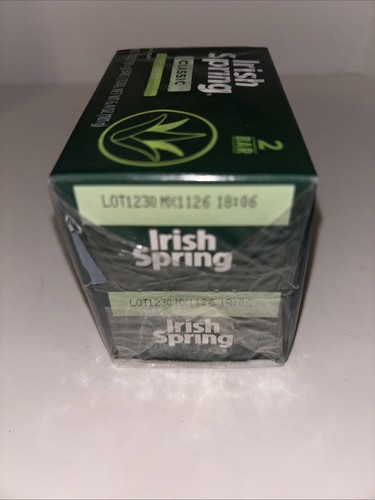 Irish
Spring.
CLASSIC
2
BAR
LOT1230 MX1126 18:06
Irish
Spring
LOT1230 MX1126 18:06
Irish
Spring